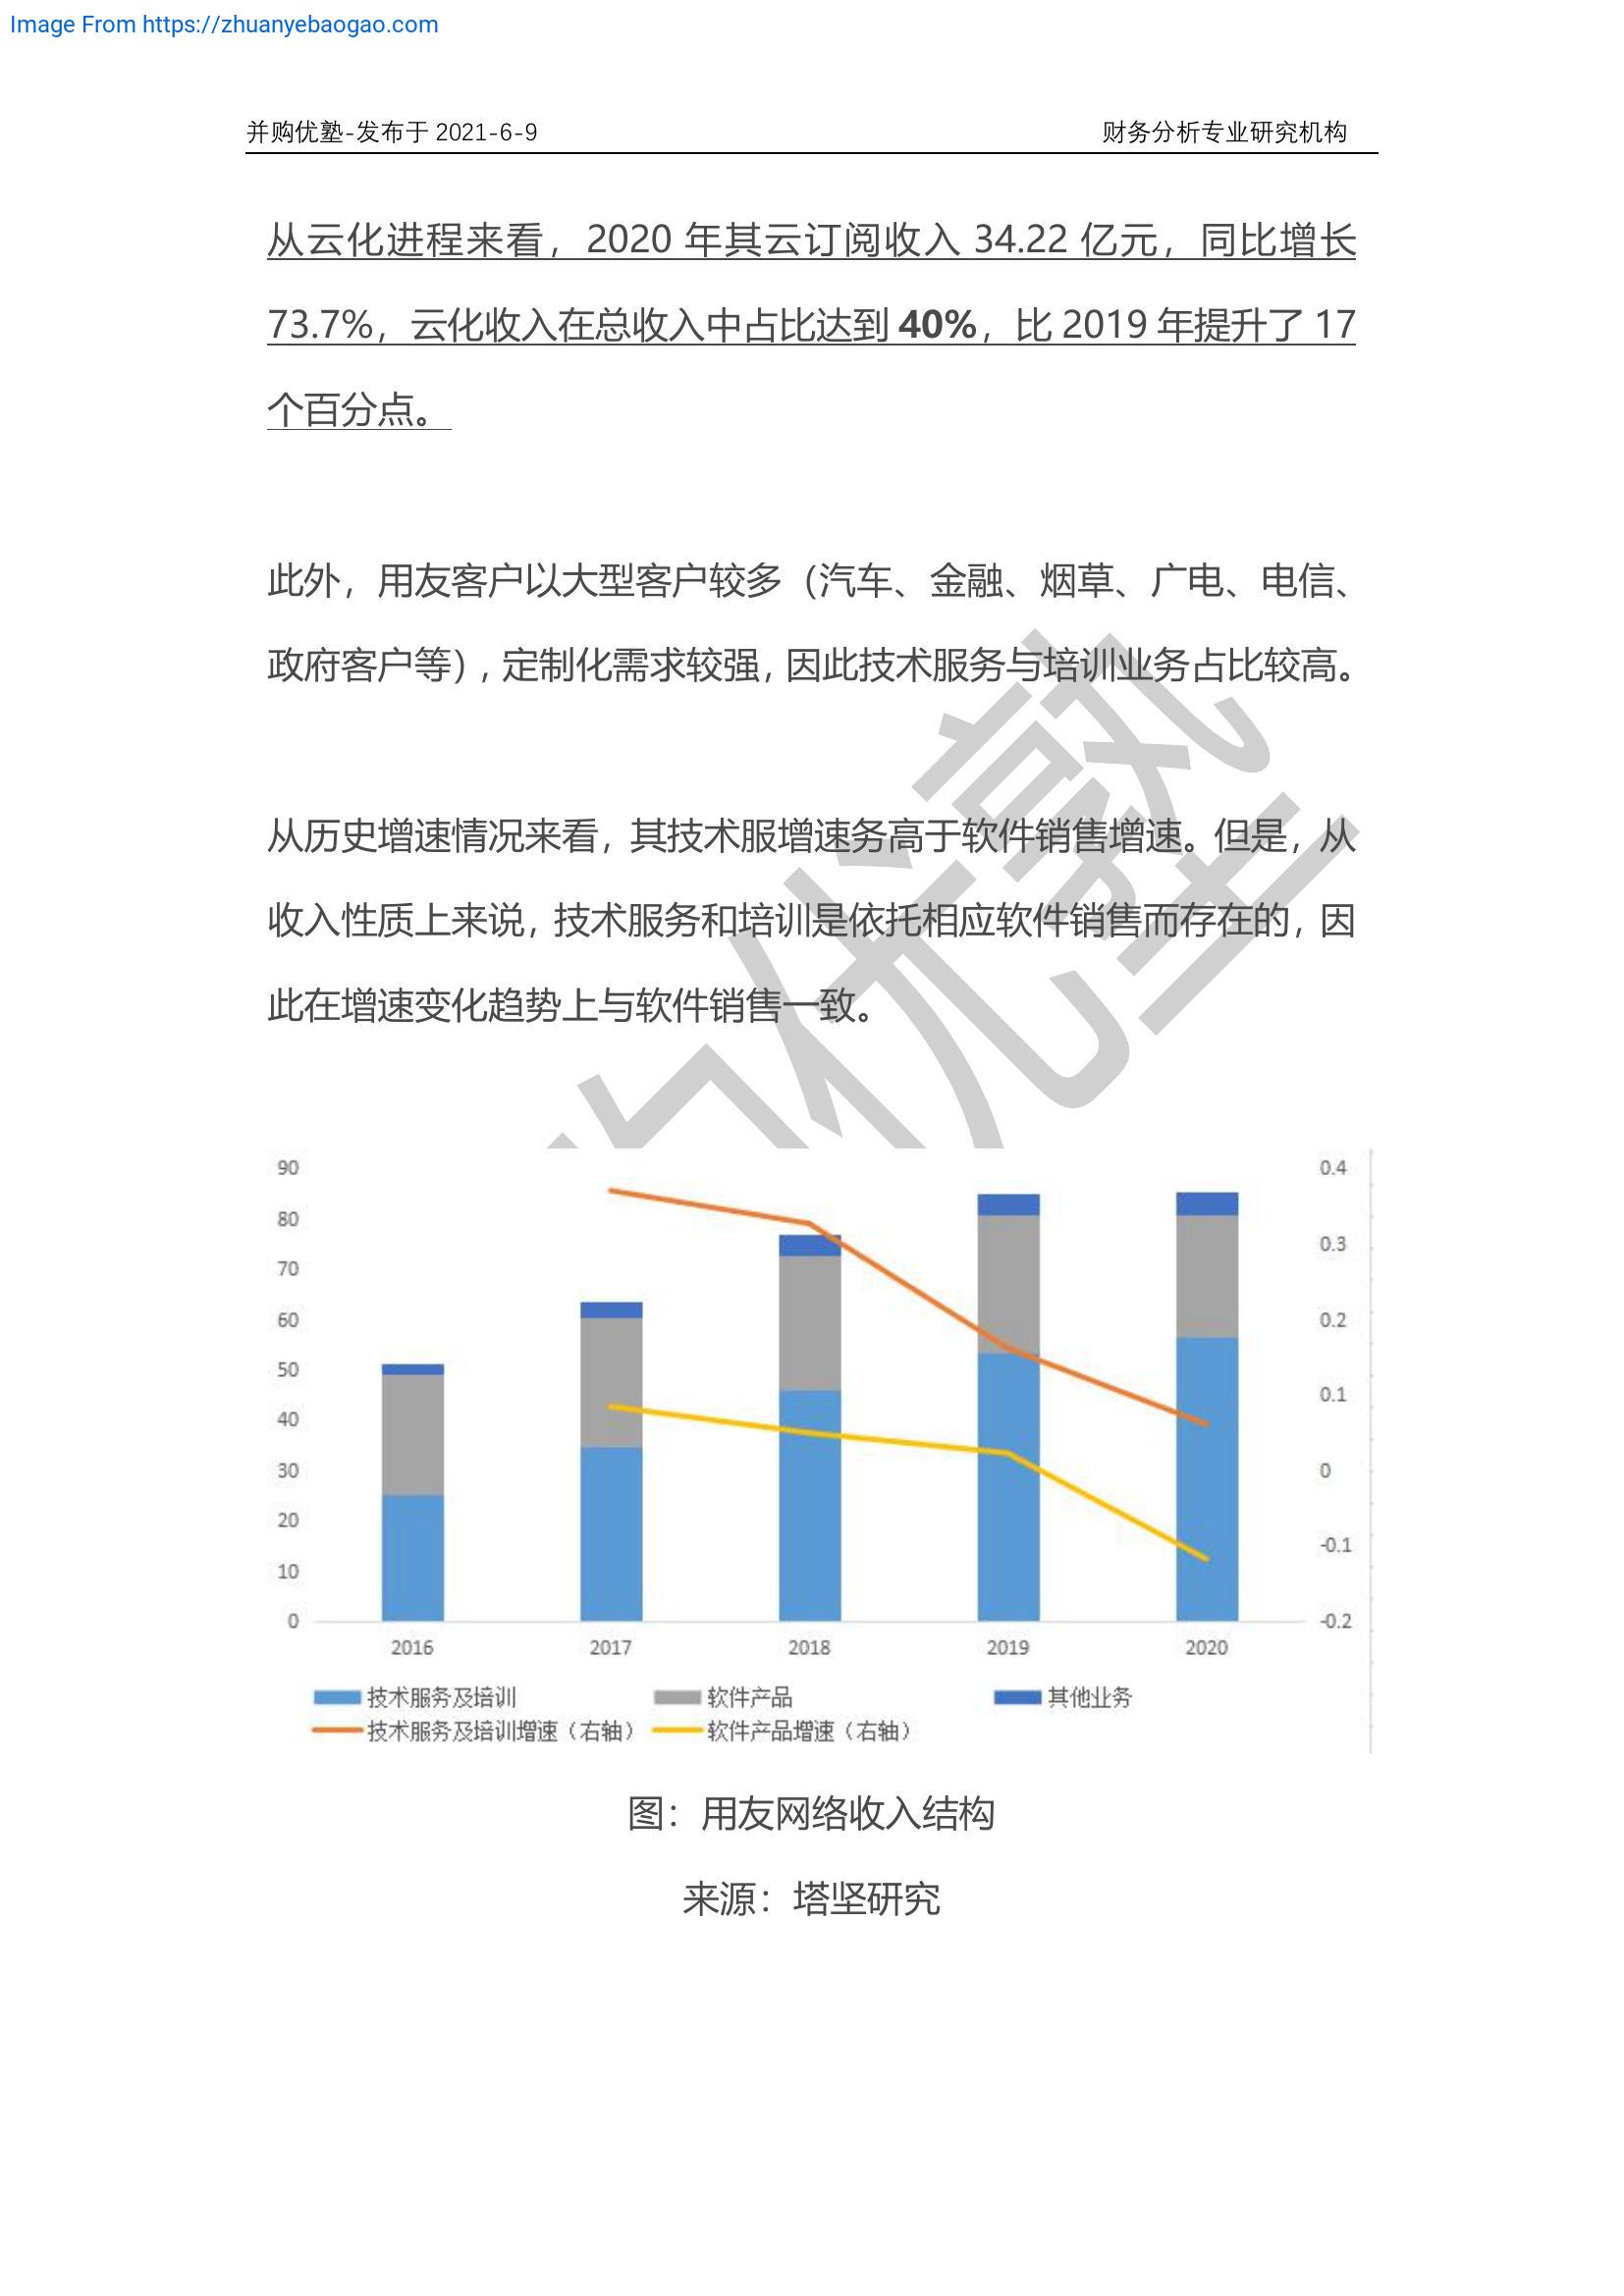 Image From https://zhuanyebaogao.com
并购优塾-发布于 2021-6-9 财务分析专业研究机构
从云化进程来看，2020 年其云订阅收入 34.22 亿元，同比增长
73.7%，云化收入在总收入中占比达到 40%，比 2019 年提升了 17
个百分点。
此外，用友客户以大型客户较多（汽车、金融、烟草、广电、电信、
政府客户等），定制化需求较强，因此技术服务与培训业务占比较高。
从历史增速情况来看，其技术服增速务高于软件销售增速。但是，从
收入性质上来说，技术服务和培训是依托相应软件销售而存在的，因
此在增速变化趋势上与软件销售一致。
优塾
90 0.4
80
0.3
70
60 0.2
50
0.1
40
30 0
20
-0.1
10
0 -0.2
2016 2017 2018 2019 2020
技术服务及培训 软件产品 其他业务
技术服务及培训增速（右轴） 软件产品增速（右轴）
图：用友网络收入结构
来源：塔坚研究